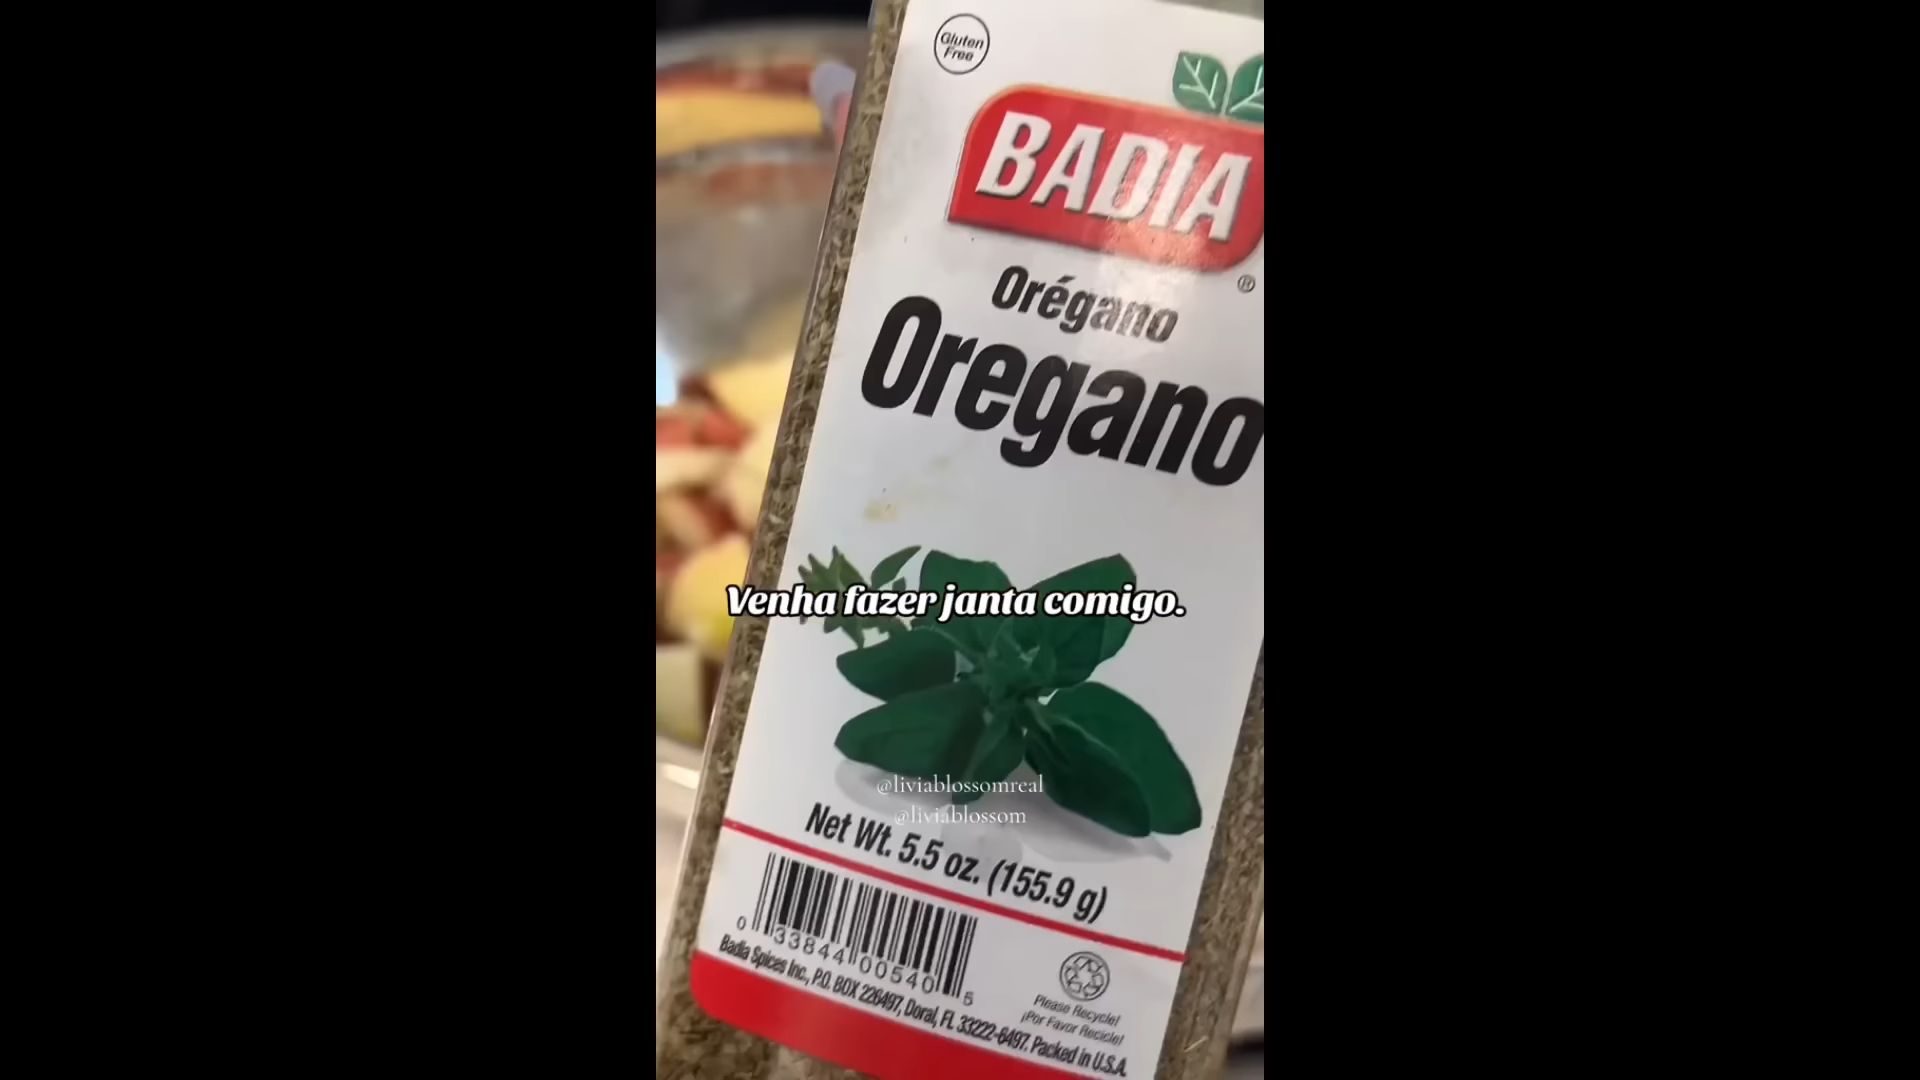 Gluten
Free
BADIA
®
Orégano
Oregano
Venha fazer janta comigo.
@liviablossomreal
@liviablossom
Net Wt. 5.5 oz. (155.9 g)
0 33844 00540 5
Badia Spices Inc., P.O. BOX 226497, Doral, FL 33222-6497. Packed in U.S.A.
Please Recycle!
¡Por Favor Recicle!